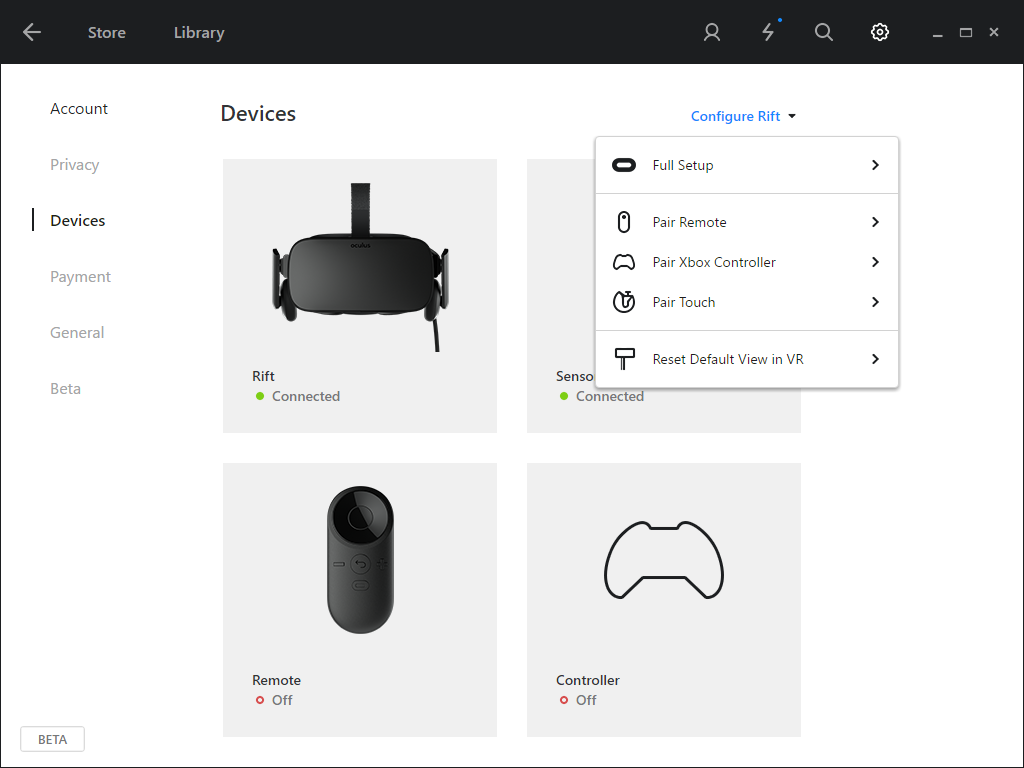 Store Library
Account
Privacy
Devices
Payment
General
Beta
BETA
Devices
Configure Rift
Full Setup
Pair Remote
Pair Xbox Controller
Pair Touch
Reset Default View in VR
oculus
Rift
Connected
Senso
Connected
Remote
Off
Controller
Off